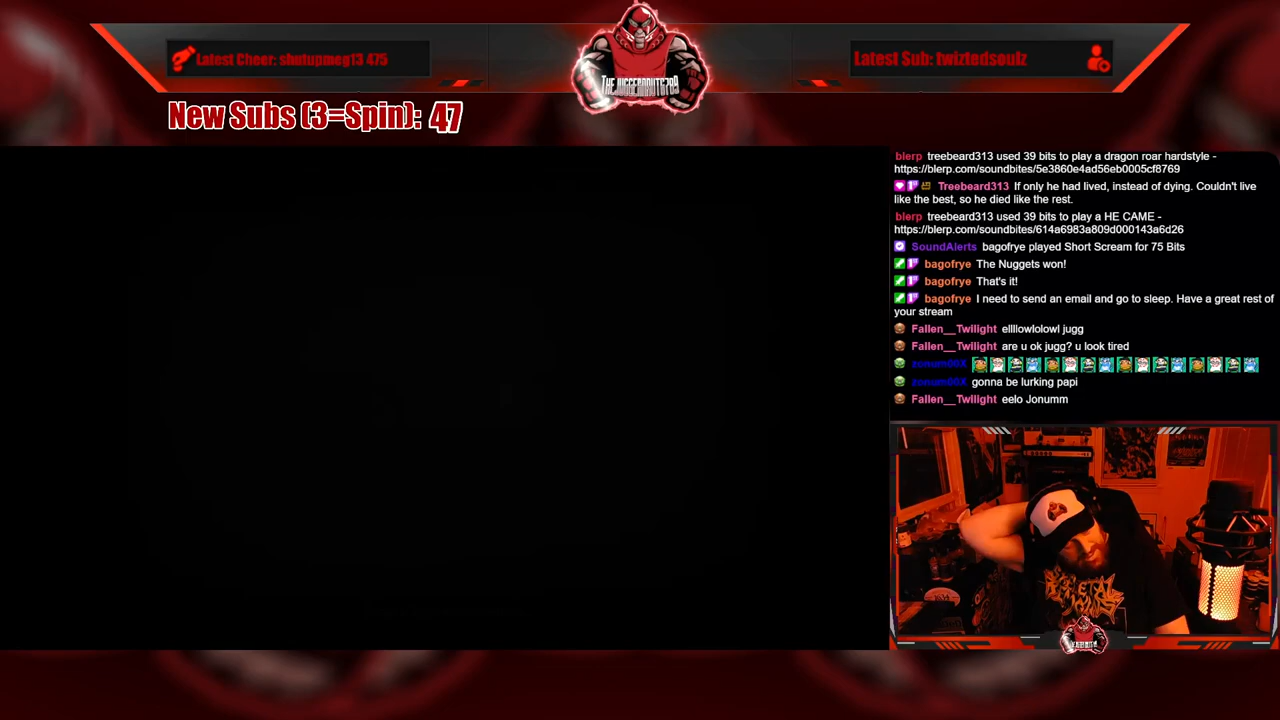 Latest Cheer: shutupmeg13 475
THEJUGGERNAUT6789
Latest Sub: twiztedsoulz
New Subs (3=Spin): 47
blerp treebeard313 used 39 bits to play a dragon roar hardstyle -
https://blerp.com/soundbites/5e3860e4ad56eb0005cf8769
Treebeard313 If only he had lived, instead of dying. Couldn't live
like the best, so he died like the rest.
blerp treebeard313 used 39 bits to play a HE CAME -
https://blerp.com/soundbites/614a6983a809d000143a6d26
SoundAlerts bagofrye played Short Scream for 75 Bits
bagofrye The Nuggets won!
bagofrye That's it!
bagofrye I need to send an email and go to sleep. Have a great rest of
your stream
Fallen__Twilight ellllowlolowl jugg
Fallen__Twilight are u ok jugg? u look tired
gonna be lurking papi
Fallen__Twilight eelo Jonumm